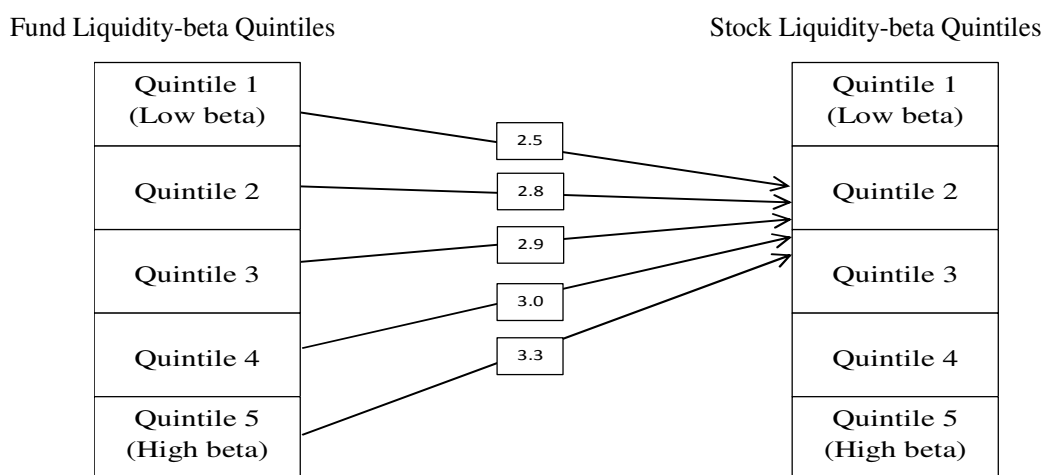 Fund Liquidity-beta Quintiles
Stock Liquidity-beta Quintiles
Quintile 1
(Low beta)
Quintile 2
Quintile 3
Quintile 4
Quintile 5
(High beta)
2.5
2.8
2.9
3.0
3.3
Quintile 1
(Low beta)
Quintile 2
Quintile 3
Quintile 4
Quintile 5
(High beta)